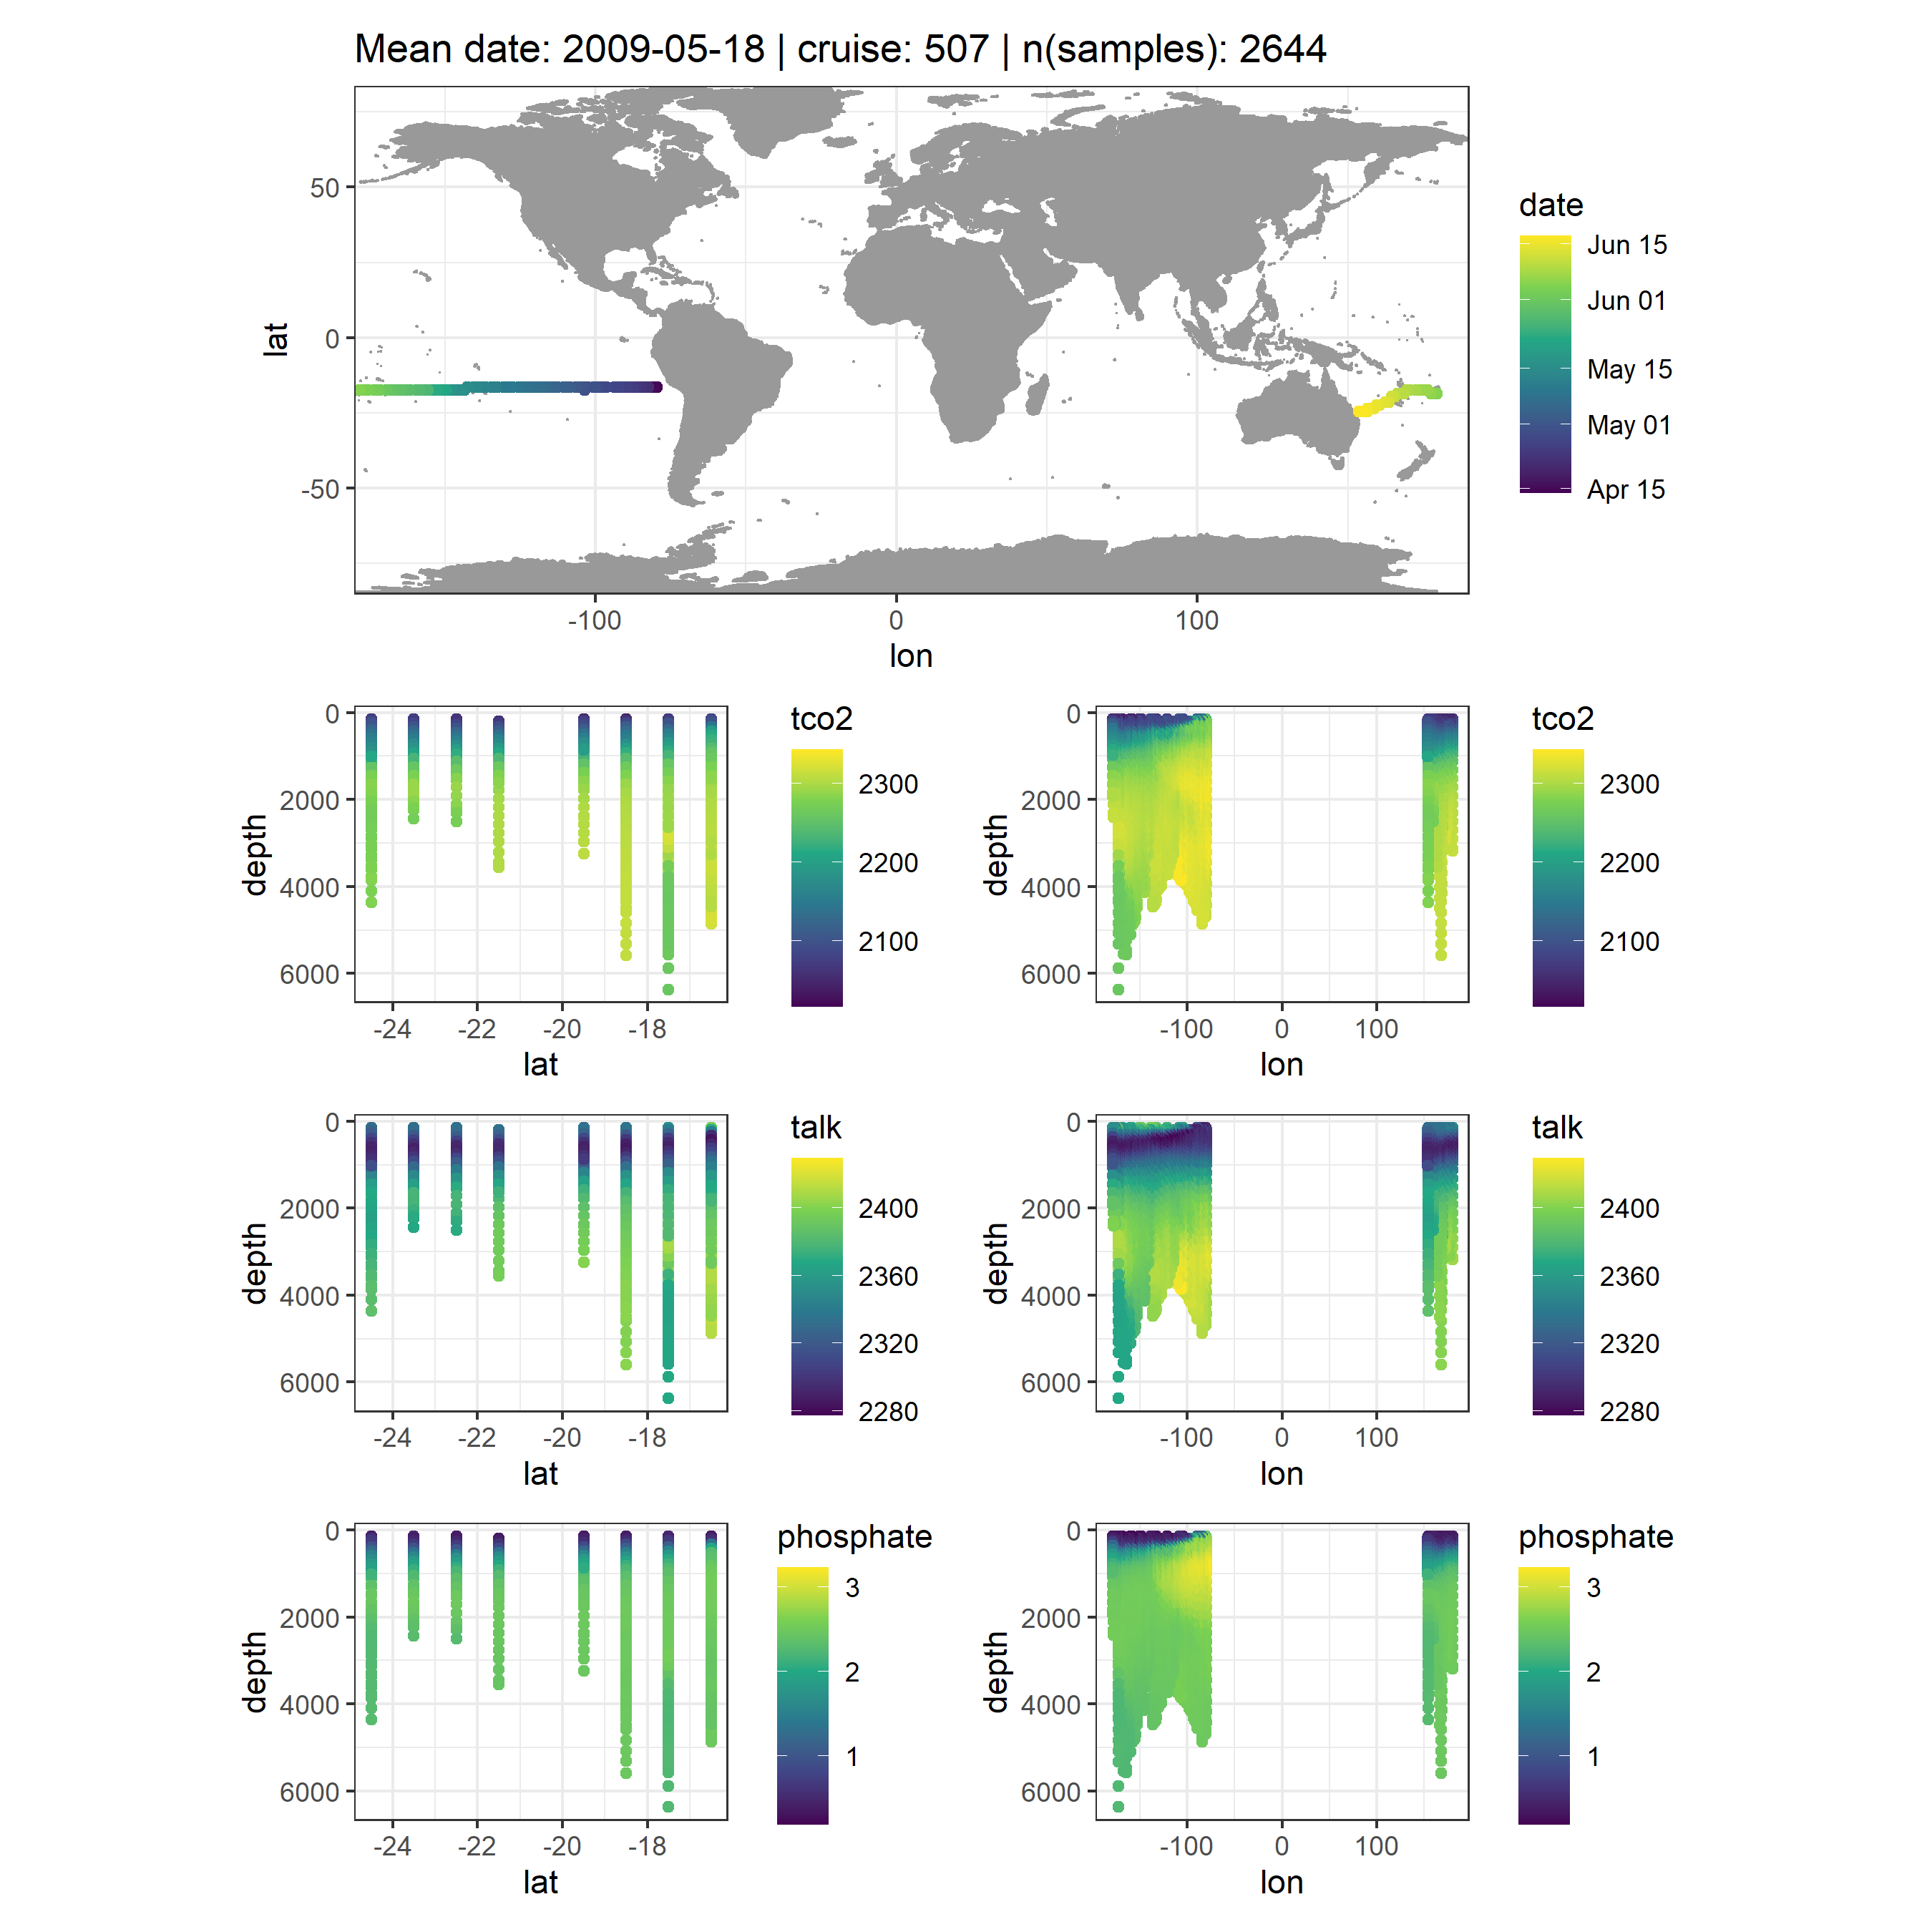 Mean date: 2009-05-18 | cruise: 507 | n(samples): 2644
lat
50
0
-50
-100
0
100
lon
date
Jun 15
Jun 01
May 15
May 01
Apr 15
depth
0
2000
4000
6000
-24
-22
-20
-18
lat
tco2
2300
2200
2100
depth
0
2000
4000
6000
-100
0
100
lon
tco2
2300
2200
2100
depth
0
2000
4000
6000
-24
-22
-20
-18
lat
talk
2400
2360
2320
2280
depth
0
2000
4000
6000
-100
0
100
lon
talk
2400
2360
2320
2280
depth
0
2000
4000
6000
-24
-22
-20
-18
lat
phosphate
3
2
1
depth
0
2000
4000
6000
-100
0
100
lon
phosphate
3
2
1